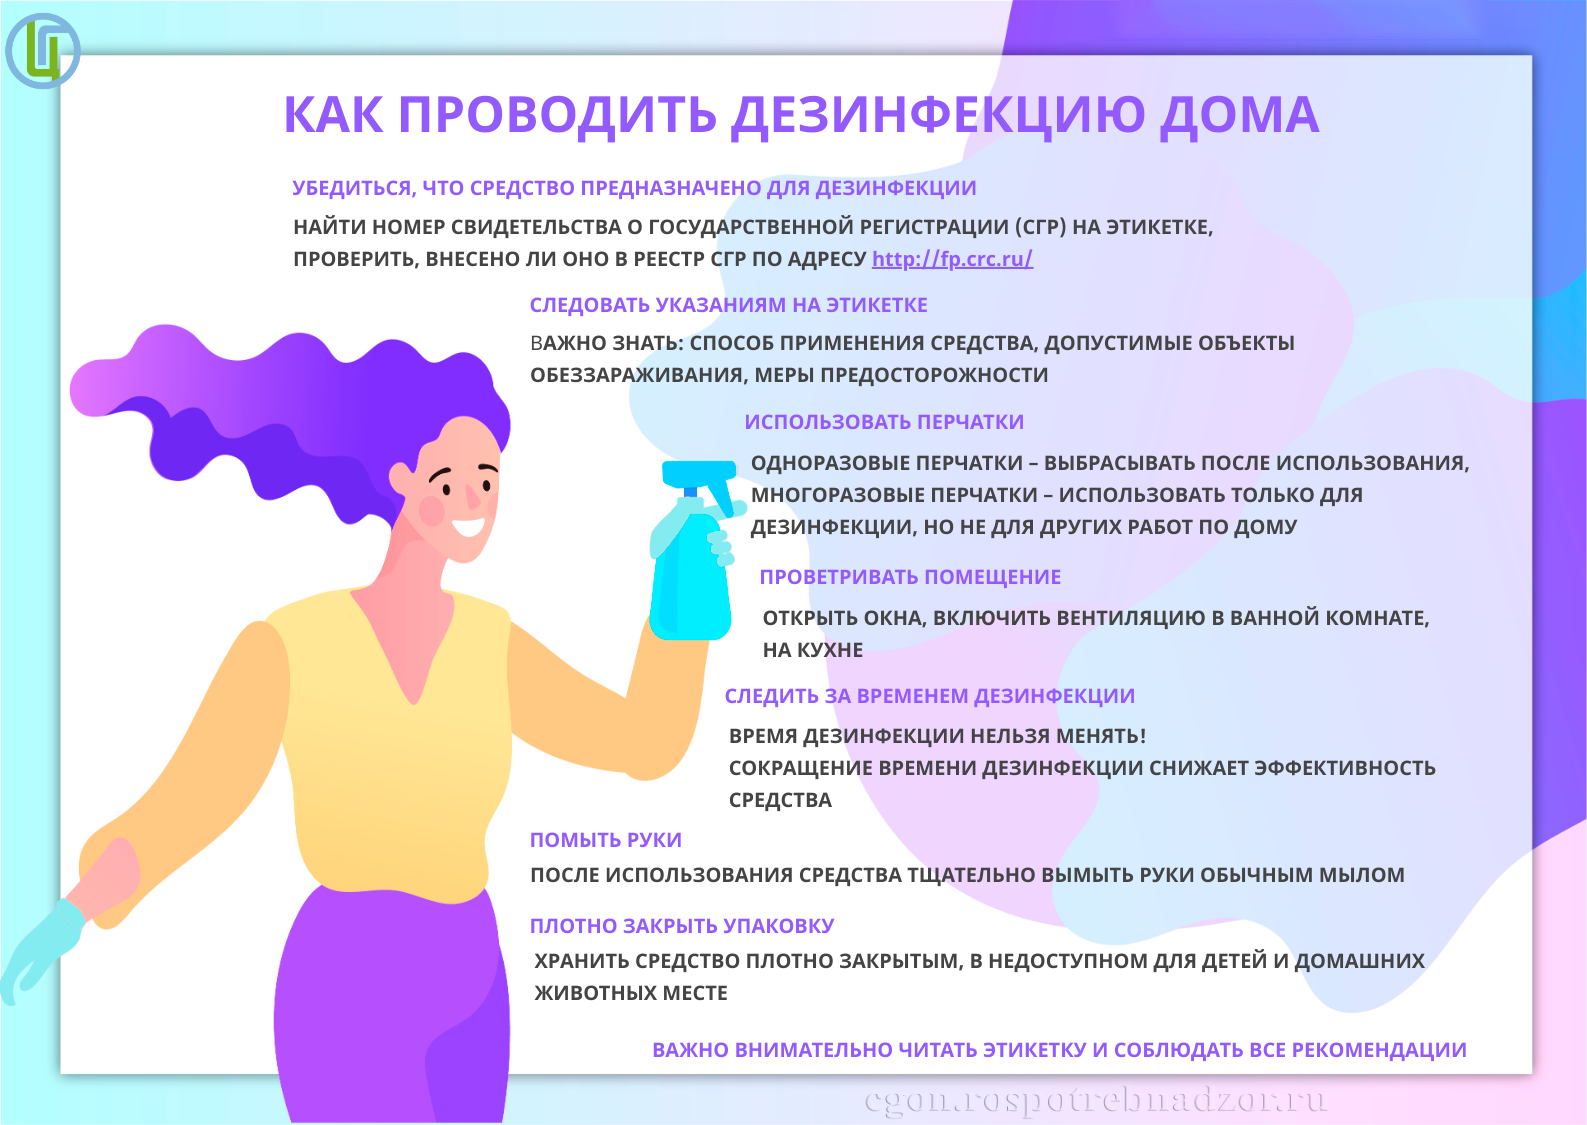 КАК ПРОВОДИТЬ ДЕЗИНФЕКЦИЮ ДОМА
УБЕДИТЬСЯ, ЧТО СРЕДСТВО ПРЕДНАЗНАЧЕНО ДЛЯ ДЕЗИНФЕКЦИИ
НАЙТИ НОМЕР СВИДЕТЕЛЬСТВА О ГОСУДАРСТВЕННОЙ РЕГИСТРАЦИИ (СГР) НА ЭТИКЕТКЕ,
ПРОВЕРИТЬ, ВНЕСЕНО ЛИ ОНО В РЕЕСТР СГР ПО АДРЕСУ http://fp.crc.ru/
СЛЕДОВАТЬ УКАЗАНИЯМ НА ЭТИКЕТКЕ
ВАЖНО ЗНАТЬ: СПОСОБ ПРИМЕНЕНИЯ СРЕДСТВА, ДОПУСТИМЫЕ ОБЪЕКТЫ
ОБЕЗЗАРАЖИВАНИЯ, МЕРЫ ПРЕДОСТОРОЖНОСТИ
ИСПОЛЬЗОВАТЬ ПЕРЧАТКИ
ОДНОРАЗОВЫЕ ПЕРЧАТКИ – ВЫБРАСЫВАТЬ ПОСЛЕ ИСПОЛЬЗОВАНИЯ,
МНОГОРАЗОВЫЕ ПЕРЧАТКИ – ИСПОЛЬЗОВАТЬ ТОЛЬКО ДЛЯ
ДЕЗИНФЕКЦИИ, НО НЕ ДЛЯ ДРУГИХ РАБОТ ПО ДОМУ
ПРОВЕТРИВАТЬ ПОМЕЩЕНИЕ
ОТКРЫТЬ ОКНА, ВКЛЮЧИТЬ ВЕНТИЛЯЦИЮ В ВАННОЙ КОМНАТЕ,
НА КУХНЕ
СЛЕДИТЬ ЗА ВРЕМЕНЕМ ДЕЗИНФЕКЦИИ
ВРЕМЯ ДЕЗИНФЕКЦИИ НЕЛЬЗЯ МЕНЯТЬ!
СОКРАЩЕНИЕ ВРЕМЕНИ ДЕЗИНФЕКЦИИ СНИЖАЕТ ЭФФЕКТИВНОСТЬ
СРЕДСТВА
ПОМЫТЬ РУКИ
ПОСЛЕ ИСПОЛЬЗОВАНИЯ СРЕДСТВА ТЩАТЕЛЬНО ВЫМЫТЬ РУКИ ОБЫЧНЫМ МЫЛОМ
ПЛОТНО ЗАКРЫТЬ УПАКОВКУ
ХРАНИТЬ СРЕДСТВО ПЛОТНО ЗАКРЫТЫМ, В НЕДОСТУПНОМ ДЛЯ ДЕТЕЙ И ДОМАШНИХ
ЖИВОТНЫХ МЕСТЕ
ВАЖНО ВНИМАТЕЛЬНО ЧИТАТЬ ЭТИКЕТКУ И СОБЛЮДАТЬ ВСЕ РЕКОМЕНДАЦИИ
cgon.rospotrebnadzor.ru